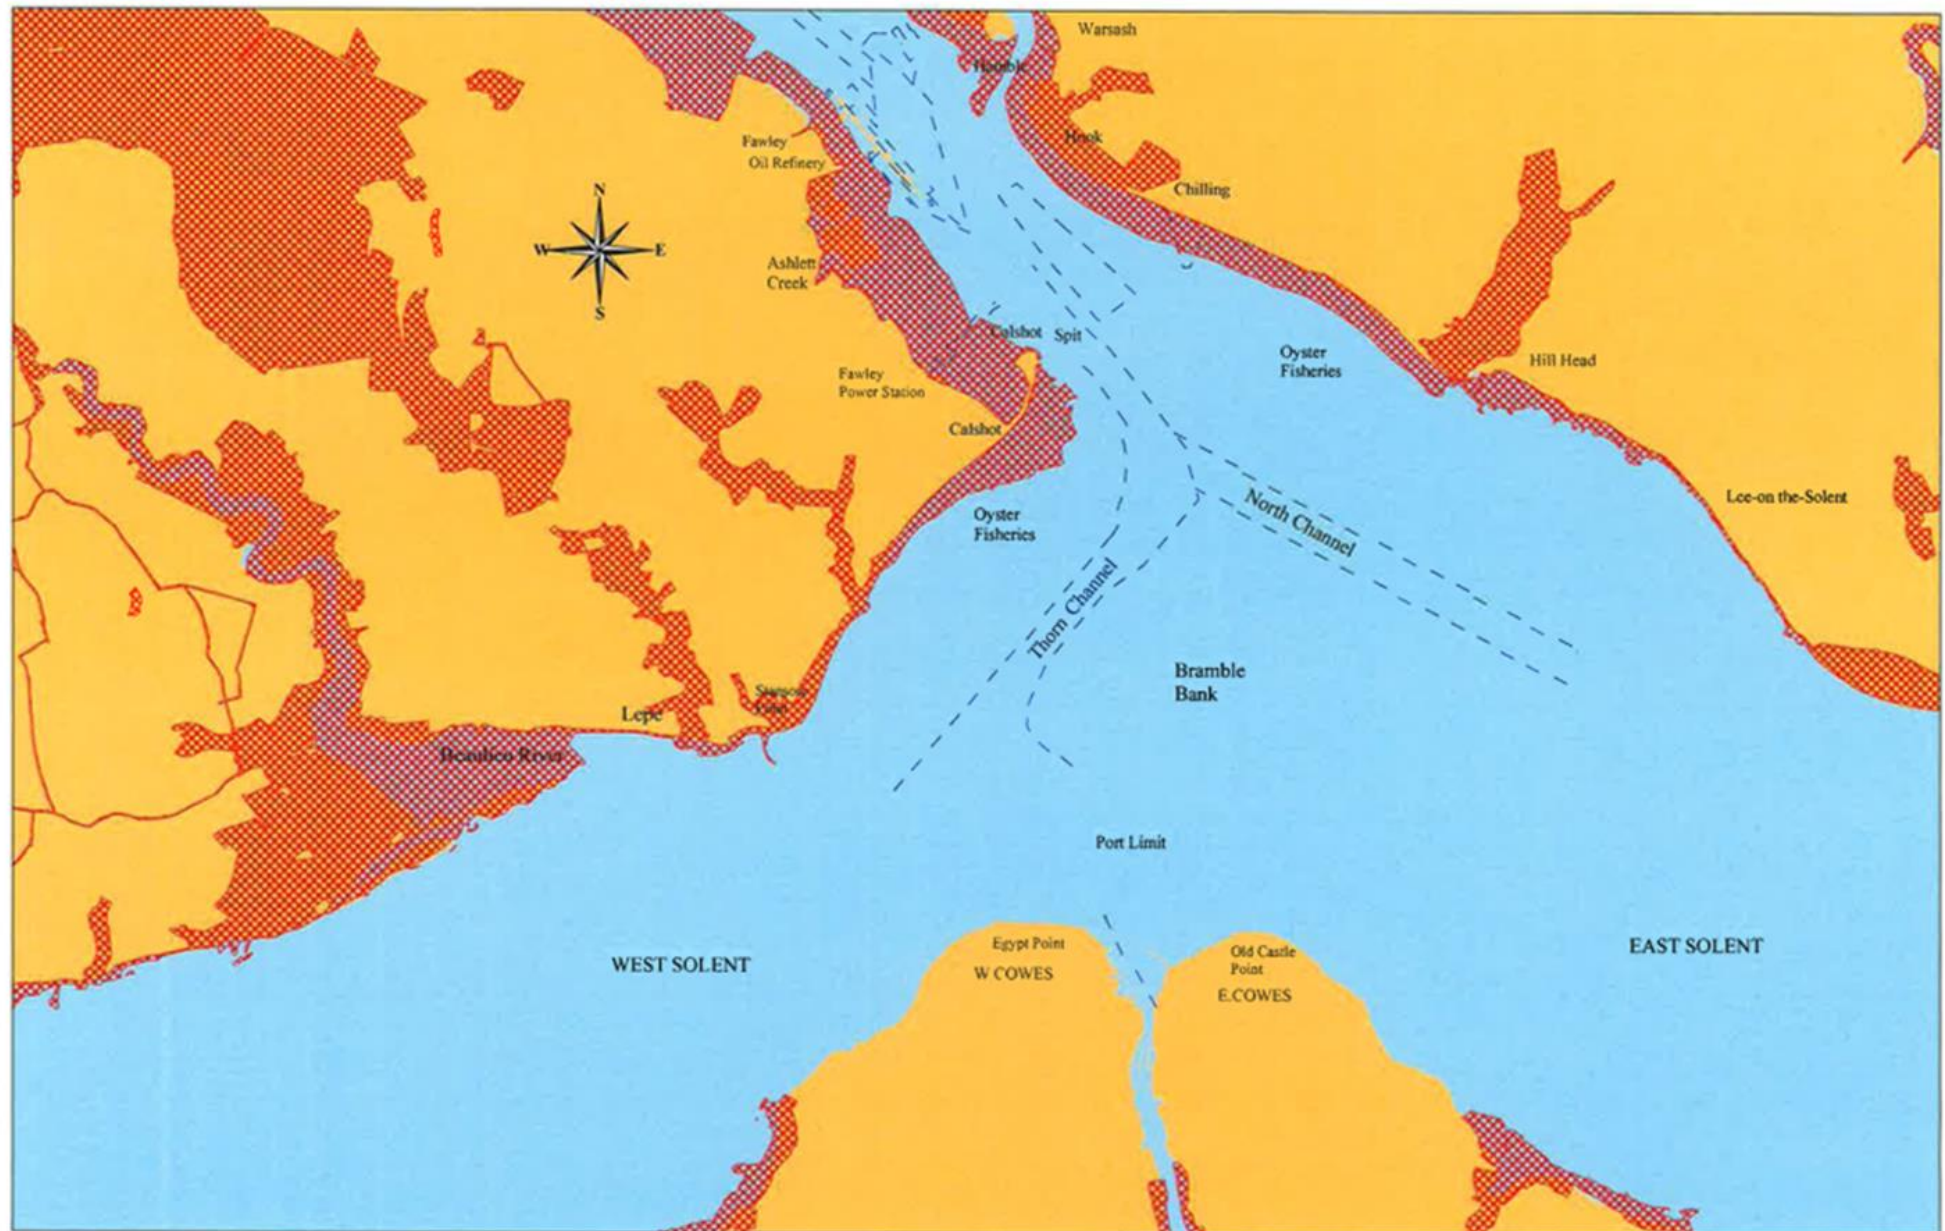 Warsash
Hamble
Hook
Fawley
Oil Refinery
Chilling
N
W
E
S
Ashlett
Creek
Calshot Spit
Oyster
Fisheries
Hill Head
Fawley
Power Station
Calshot
Lee-on the-Solent
North Channel
Oyster
Fisheries
Thorn Channel
Bramble
Bank
Lepe
Beaulieu River
Port Limit
Egypt Point
W COWES
Old Castle
Point
E.COWES
WEST SOLENT
EAST SOLENT